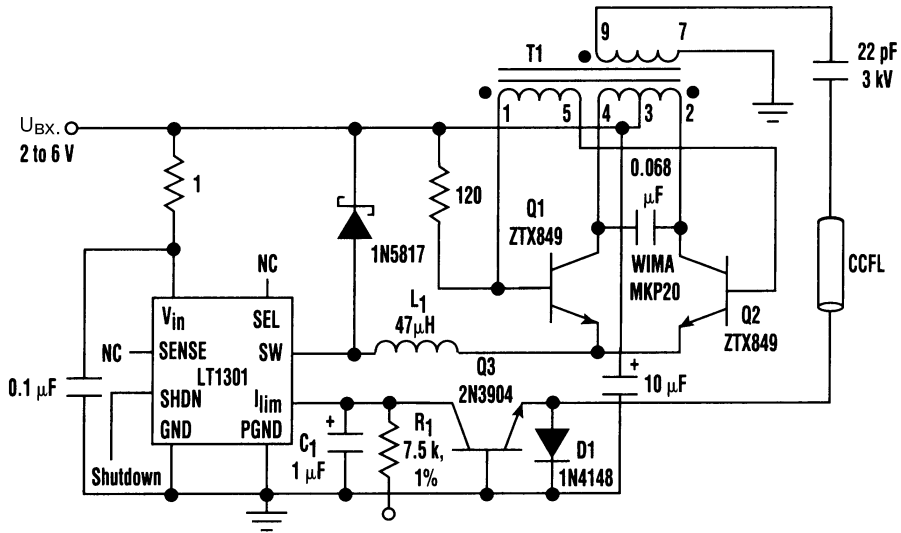 9
7
T1
22 pF
3 kV
1
5
4
3
2
UВХ.
2 to 6 V
1
120
0.068
μF
Q1
ZTX849
1N5817
WIMA
MKP20
CCFL
NC
L1
47μH
Q2
ZTX849
Vin
SEL
NC
SENSE
SW
LT1301
Q3
2N3904
+
10 μF
0.1 μF
SHDN
Ilim
GND
PGND
+
C1
1 μF
R1
7.5 k,
1%
D1
1N4148
Shutdown